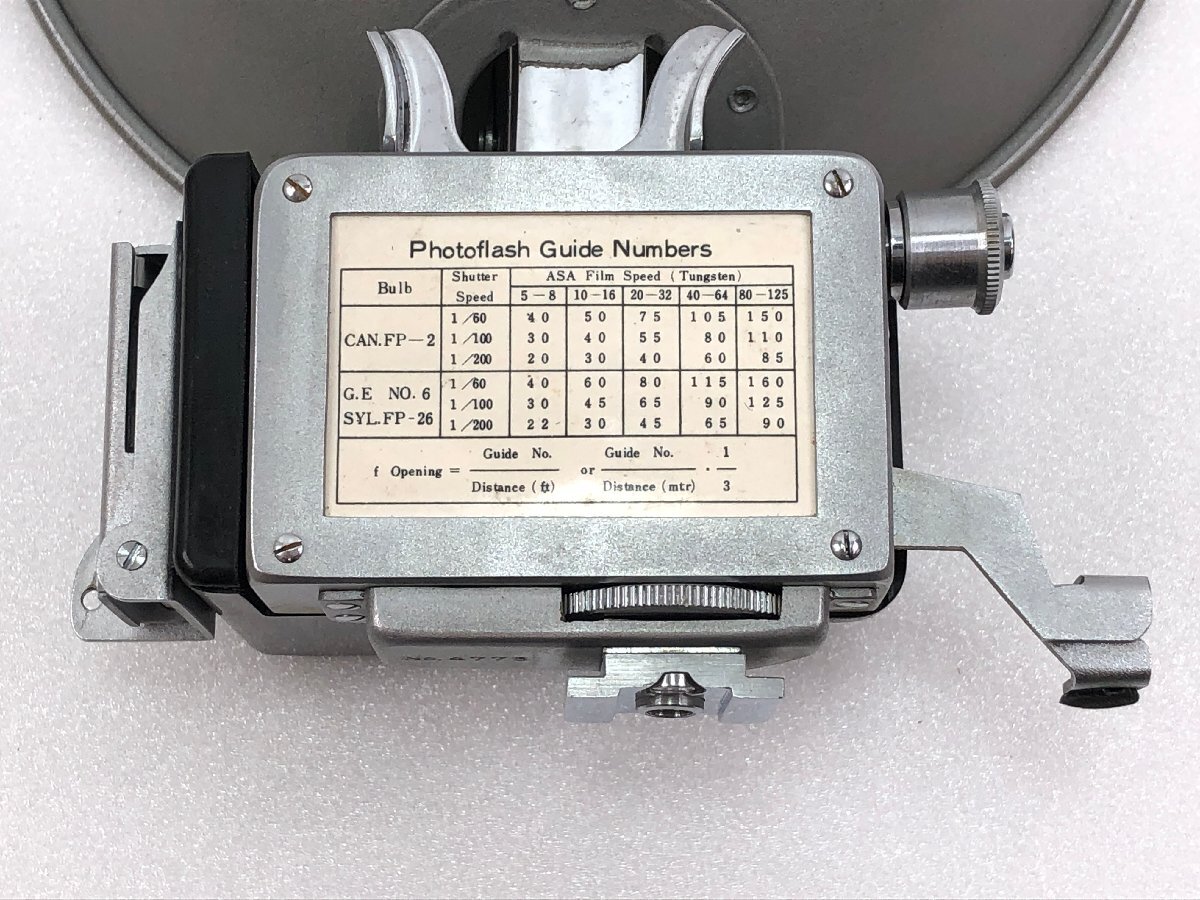 Photoflash Guide Numbers
Bulb Shutter Speed ASA Film Speed (Tungsten)
5—8 10—16 20—32 40—64 80—125
CAN.FP—2 1/60 40 50 75 105 150
1/100 30 40 55 80 110
1/200 20 30 40 60 85
G.E NO. 6 SYL.FP-26 1/60 40 60 80 115 160
1/100 30 45 65 90 125
1/200 22 30 45 65 90
f Opening = Guide No. / Distance (ft) or Guide No. / Distance (mtr) · 1 / 3